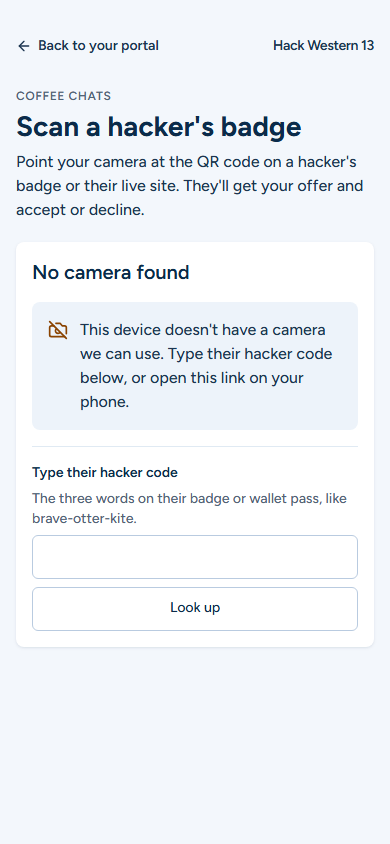 Back to your portal
Hack Western 13
COFFEE CHATS
Scan a hacker's badge
Point your camera at the QR code on a hacker's
badge or their live site. They'll get your offer and
accept or decline.
No camera found
This device doesn't have a camera
we can use. Type their hacker code
below, or open this link on your
phone.
Type their hacker code
The three words on their badge or wallet pass, like
brave-otter-kite.
Look up